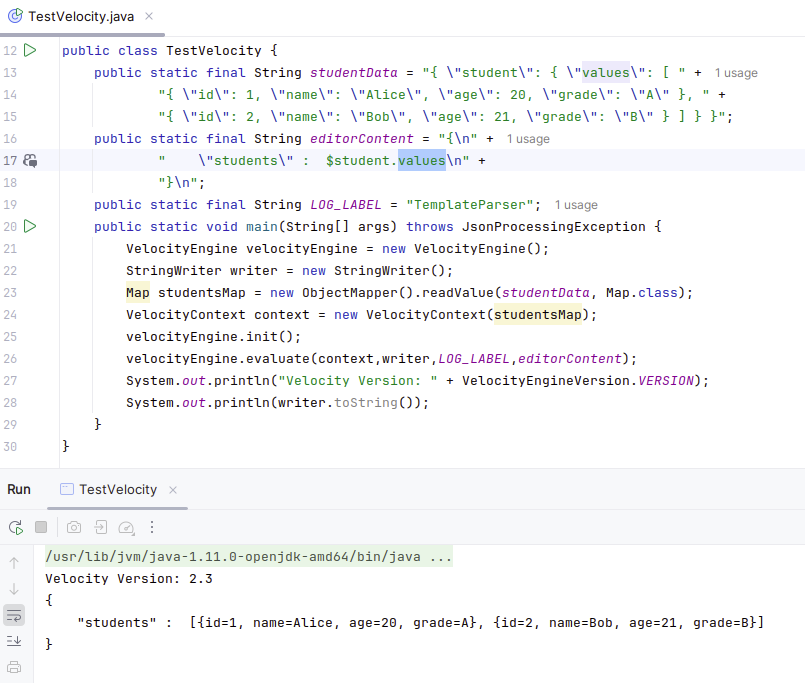 TestVelocity.java
12 public class TestVelocity {
13 public static final String studentData = "{ \"student\": { \"values\": [ " + 1 usage
14 "{ \"id\": 1, \"name\": \"Alice\", \"age\": 20, \"grade\": \"A\" }, " +
15 "{ \"id\": 2, \"name\": \"Bob\", \"age\": 21, \"grade\": \"B\" } ] } }";
16 public static final String editorContent = "{\n" + 1 usage
17 "    \"students\" :  $student.values\n" +
18 "}\n";
19 public static final String LOG_LABEL = "TemplateParser"; 1 usage
20 public static void main(String[] args) throws JsonProcessingException {
21 VelocityEngine velocityEngine = new VelocityEngine();
22 StringWriter writer = new StringWriter();
23 Map studentsMap = new ObjectMapper().readValue(studentData, Map.class);
24 VelocityContext context = new VelocityContext(studentsMap);
25 velocityEngine.init();
26 velocityEngine.evaluate(context,writer,LOG_LABEL,editorContent);
27 System.out.println("Velocity Version: " + VelocityEngineVersion.VERSION);
28 System.out.println(writer.toString());
29 }
30 }
Run TestVelocity
/usr/lib/jvm/java-1.11.0-openjdk-amd64/bin/java ...
Velocity Version: 2.3
{
    "students" :  [{id=1, name=Alice, age=20, grade=A}, {id=2, name=Bob, age=21, grade=B}]
}